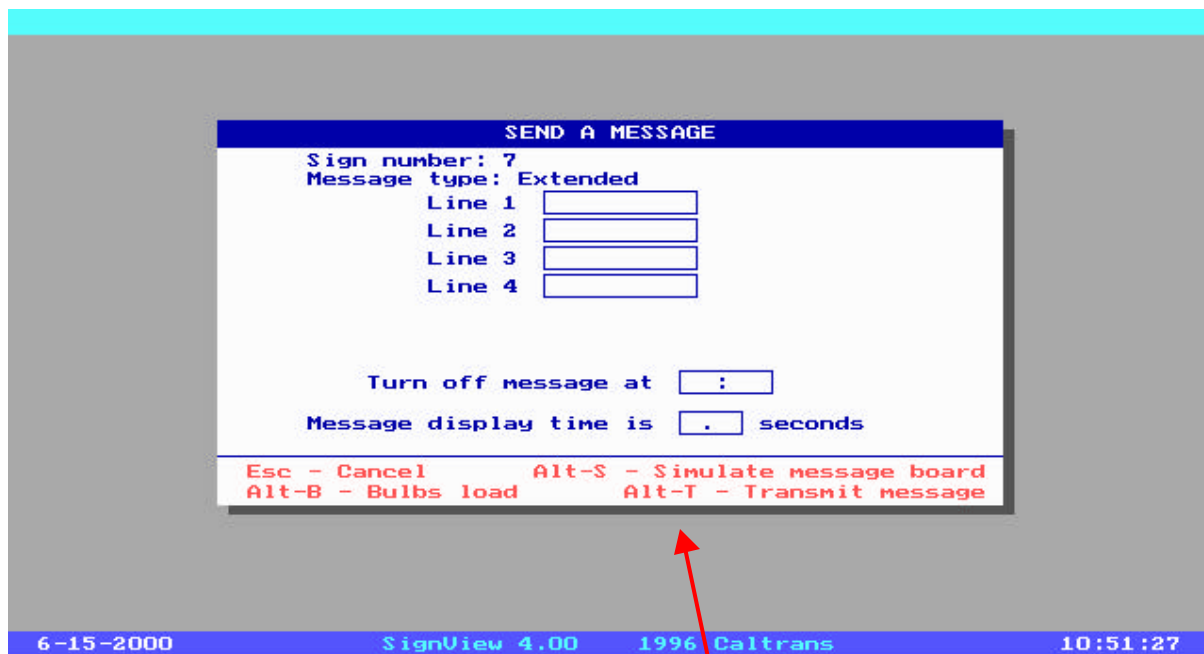 SEND A MESSAGE
Sign number: 7
Message type: Extended
Line 1
Line 2
Line 3
Line 4
Turn off message at :
Message display time is . seconds
Esc - Cancel Alt-S - Simulate message board
Alt-B - Bulbs load Alt-T - Transmit message
6-15-2000 SignView 4.00 1996 Caltrans 10:51:27